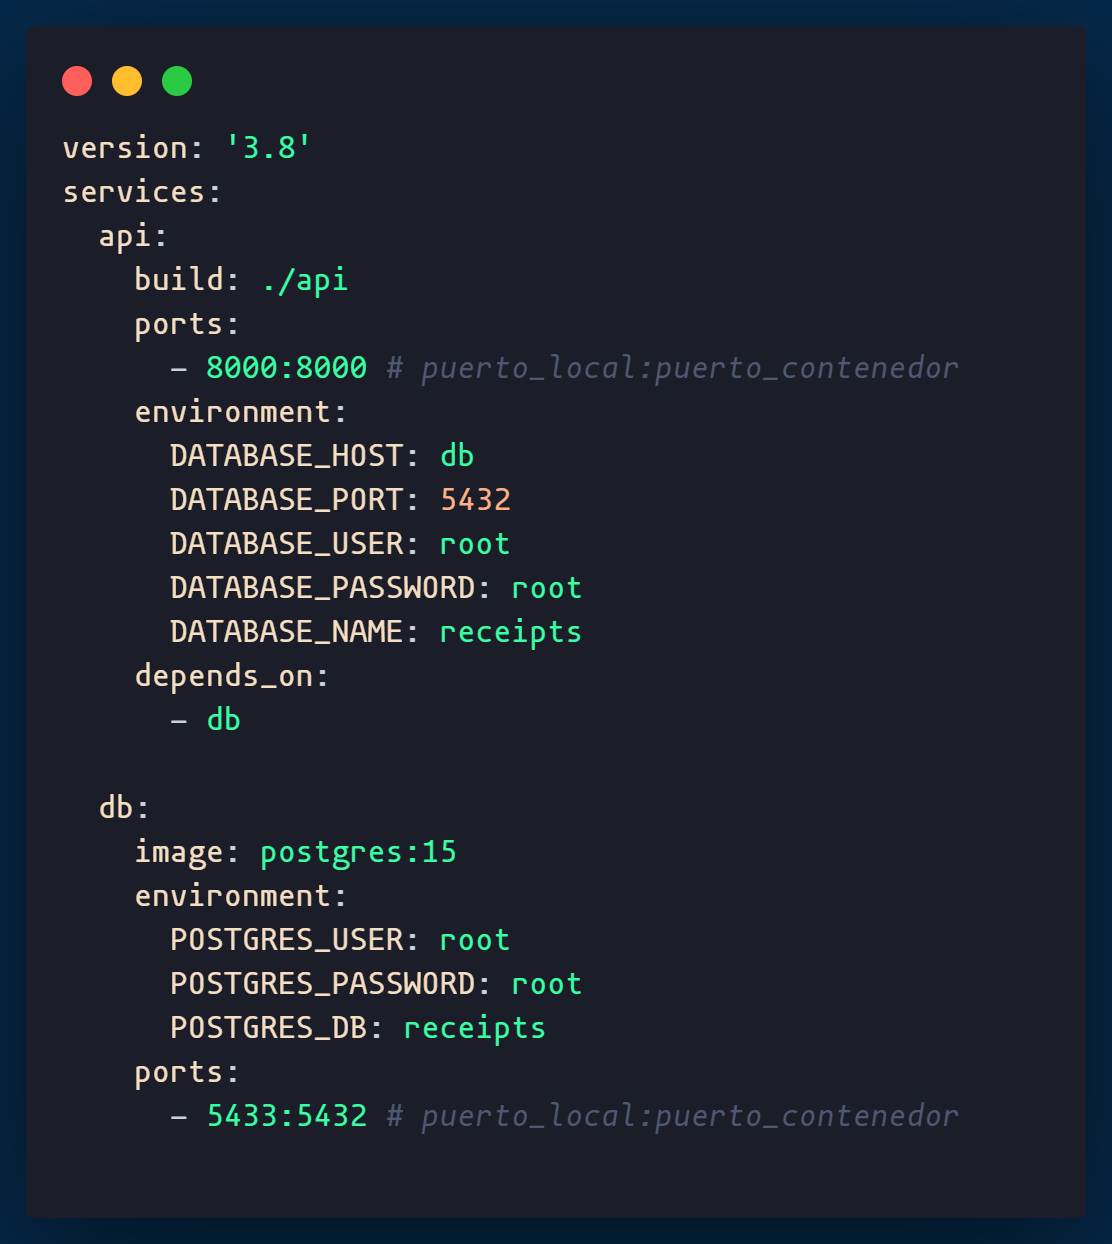 version: '3.8'
services:
  api:
    build: ./api
    ports:
      - 8000:8000 # puerto_local:puerto_contenedor
    environment:
      DATABASE_HOST: db
      DATABASE_PORT: 5432
      DATABASE_USER: root
      DATABASE_PASSWORD: root
      DATABASE_NAME: receipts
    depends_on:
      - db

  db:
    image: postgres:15
    environment:
      POSTGRES_USER: root
      POSTGRES_PASSWORD: root
      POSTGRES_DB: receipts
    ports:
      - 5433:5432 # puerto_local:puerto_contenedor